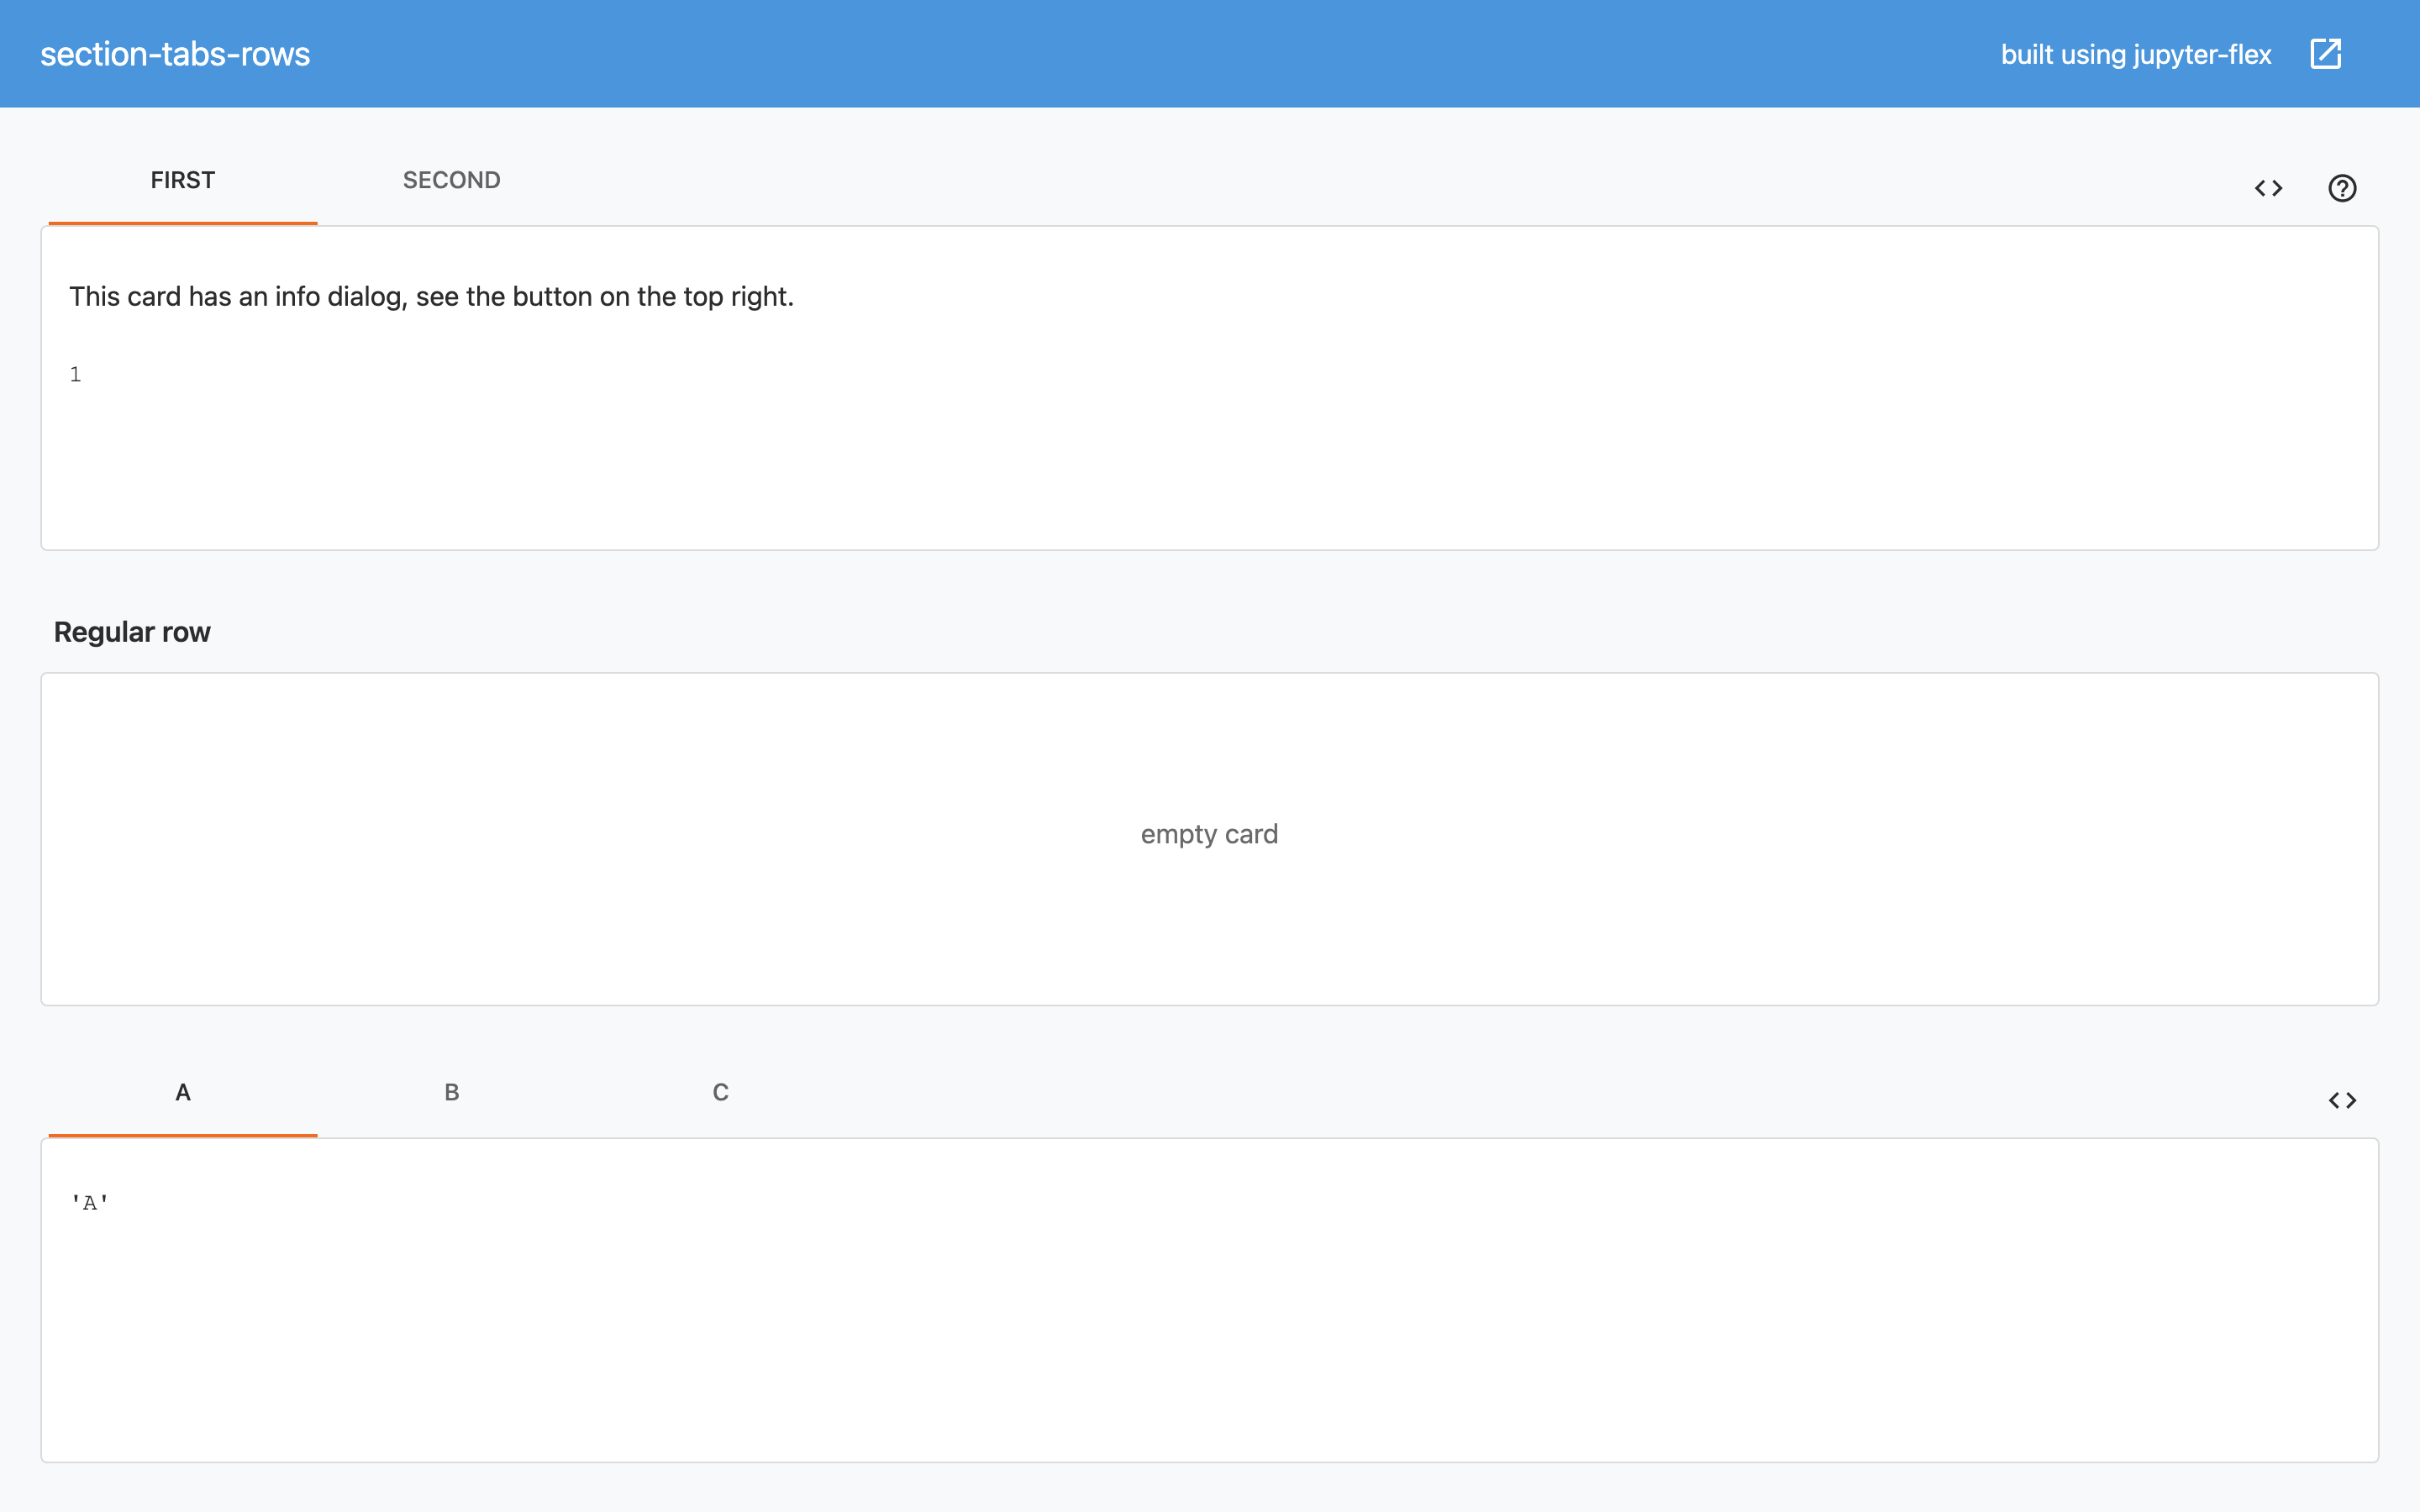 section-tabs-rows
built using jupyter-flex
FIRST SECOND
This card has an info dialog, see the button on the top right.
1
Regular row
empty card
A B C
'A'